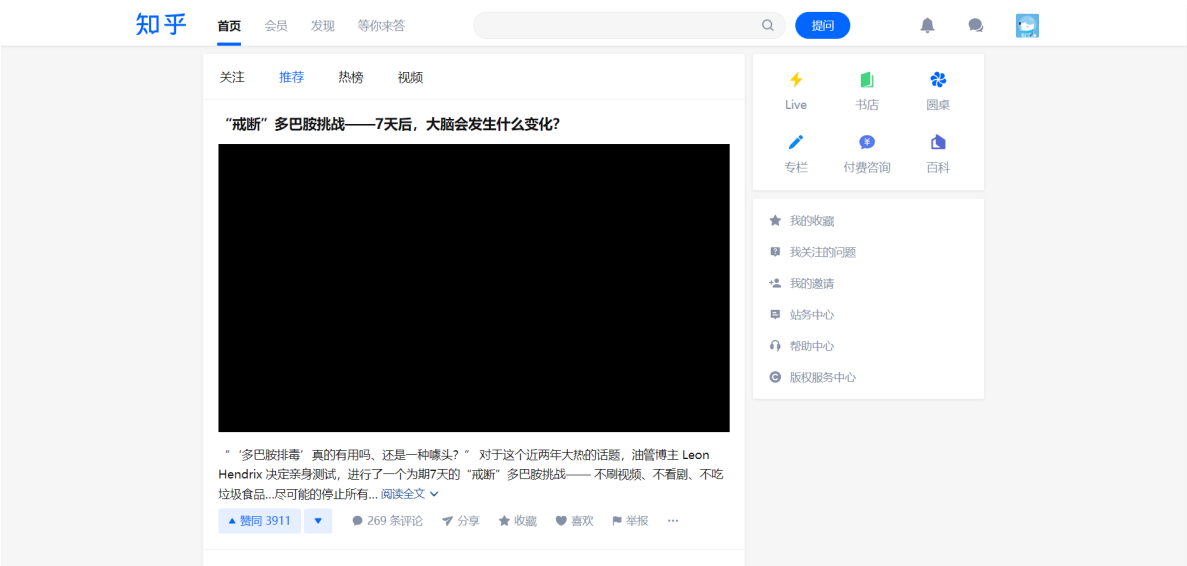 知乎 首页 会员 发现 等你来答 提问
关注 推荐 热榜 视频
“戒断”多巴胺挑战——7天后，大脑会发生什么变化?
“‘多巴胺排毒’真的有用吗、还是一种噱头? ” 对于这个近两年大热的话题，油管博主 Leon
Hendrix 决定亲身测试，进行了一个为期7天的“戒断”多巴胺挑战—— 不刷视频、不看剧、不吃
垃圾食品...尽可能的停止所有... 阅读全文
赞同 3911 269 条评论 分享 收藏 喜欢 举报 ···
Live 书店 圆桌
专栏 付费咨询 百科
我的收藏
我关注的问题
我的邀请
站务中心
帮助中心
版权服务中心